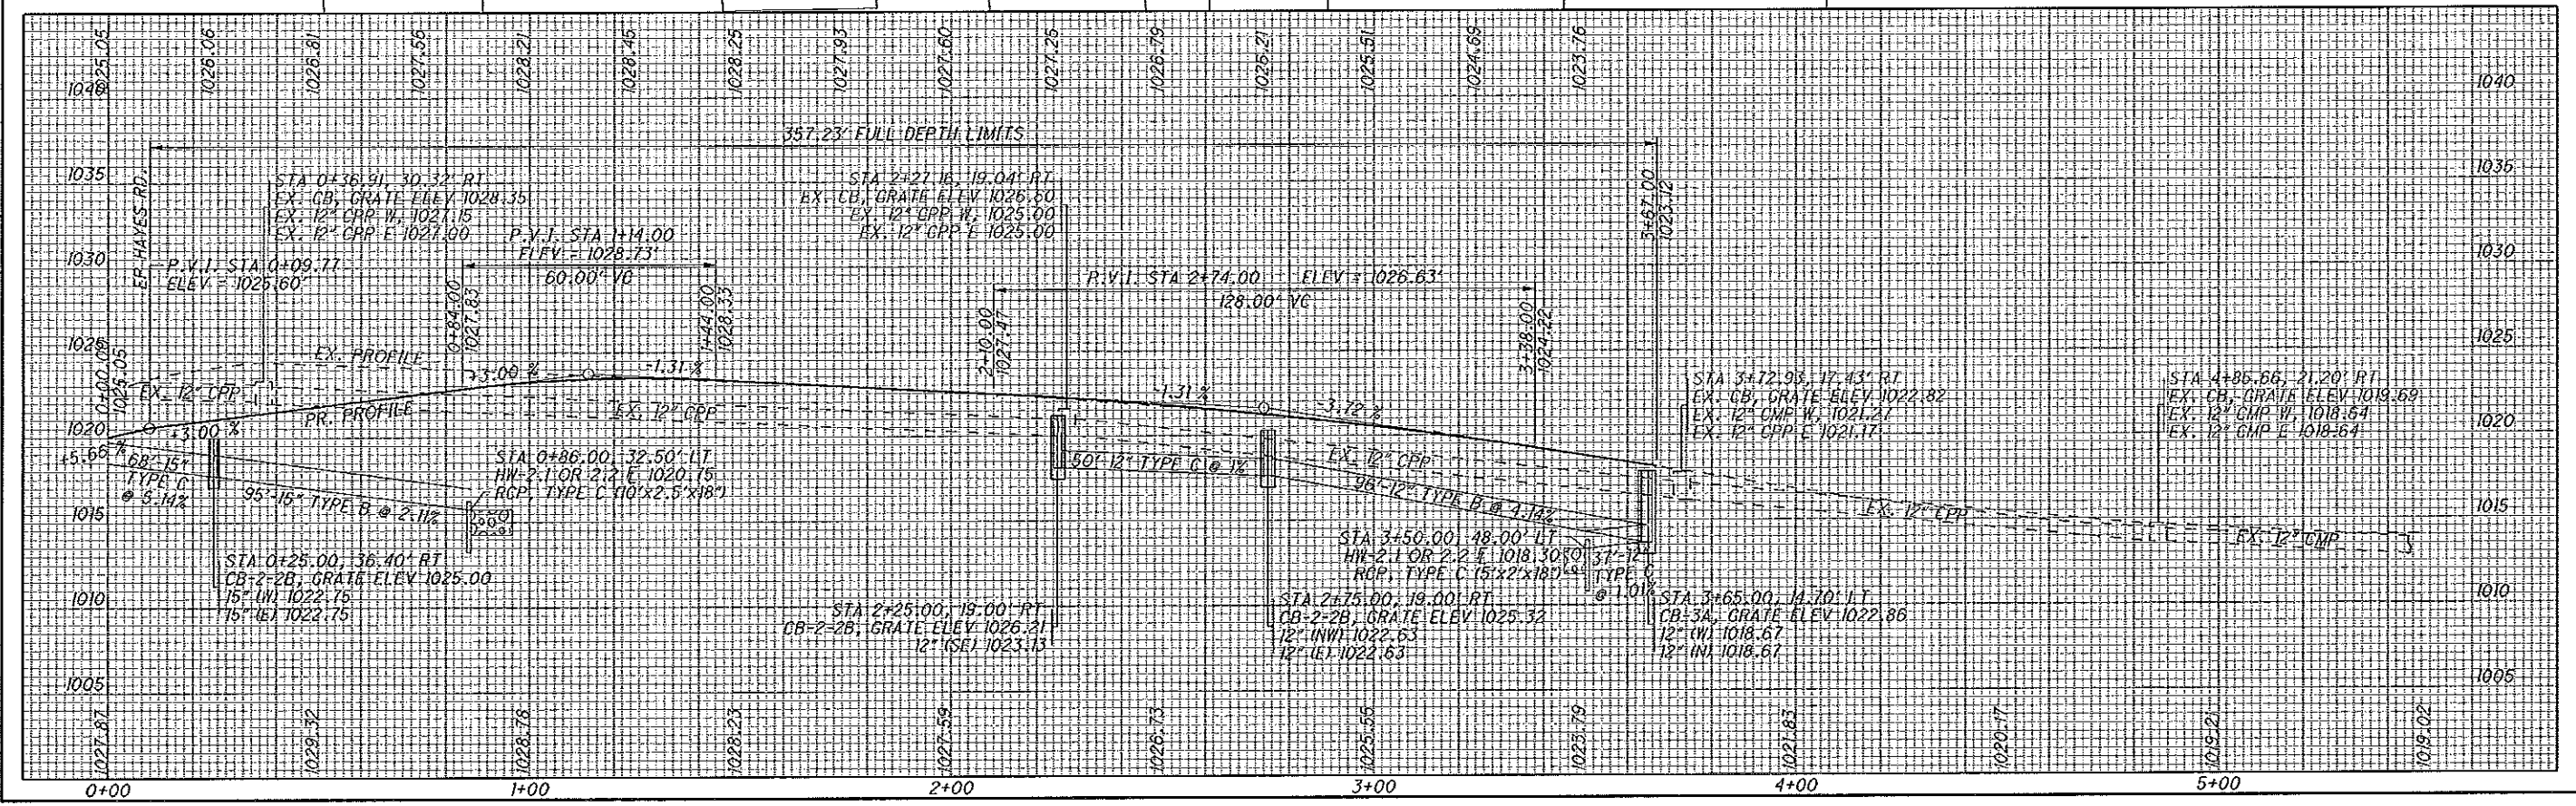 1025.05 1026.06 1026.81 1027.56 1028.21 1028.45 1028.25 1027.93 1027.60 1027.25 1026.79 1026.21 1025.51 1024.69 1023.76
1040 1040
357.23' FULL DEPTH LIMITS
1035 1035
EP HAYES RD.
STA 0+36.91, 30.32' RT
EX. CB, GRATE ELEV 1028.35
EX. 12" CPP W, 1027.15
EX. 12" CPP E 1027.00
P.V.I. STA 1+14.00
ELEV = 1028.73'
60.00' VC
STA 2+27.16, 19.04' RT
EX. CB, GRATE ELEV 1026.60
EX. 12" CPP W, 1025.00
EX. 12" CPP E 1025.00
3+67.00
1023.12
1030 1030
P.V.I. STA 0+09.77
ELEV = 1025.60'
P.V.I. STA 2+74.00 ELEV = 1026.63'
128.00' VC
0+84.00
1027.83
1+44.00
1028.33
2+10.00
1027.47
3+38.00
1024.22
1025 1025
0+00.00
1025.05
EX. PROFILE
+3.00 %
-1.31 %
-1.31 %
-3.72 %
EX. 12" CPP
PR. PROFILE
EX. 12" CPP
STA 3+72.93, 17.43' RT
EX. CB, GRATE ELEV 1022.82
EX. 12" CMP W, 1021.27
EX. 12" CPP E 1021.17
STA 4+85.66, 21.20' RT
EX. CB, GRATE ELEV 1019.69
EX. 12" CMP W, 1018.64
EX. 12" CMP E 1018.64
1020 1020
+3.00 %
+5.66 %
68'-15"
TYPE C
@ 5.14%
95'-15" TYPE B @ 2.11%
STA 0+86.00, 32.50' LT
HW-2.1 OR 2.2 E 1020.75
RCP, TYPE C (10'x2.5'x18")
50'-12" TYPE C @ 1%
EX. 12" CPP
96'-12" TYPE B @ 4.14%
EX. 12" CPP
EX. 12" CMP
1015 1015
STA 3+50.00, 48.00' LT
HW-2.1 OR 2.2 E 1018.30
RCP, TYPE C (5'x2'x18")
37'-12"
TYPE C
@ 1.01%
STA 0+25.00, 36.40' RT
CB-2-2B, GRATE ELEV 1025.00
15" (W) 1022.75
15" (E) 1022.75
1010 1010
STA 2+25.00, 19.00' RT
CB-2-2B, GRATE ELEV 1026.21
12" (SE) 1023.13
STA 2+75.00, 19.00' RT
CB-2-2B, GRATE ELEV 1025.32
12" (NW) 1022.63
12" (E) 1022.63
STA 3+65.00, 14.70' LT
CB-3A, GRATE ELEV 1022.86
12" (W) 1018.67
12" (N) 1018.67
1005 1005
1027.87 1029.32 1028.78 1028.23 1027.59 1026.73 1025.55 1023.79 1021.83 1020.17 1019.21 1019.02
0+00 1+00 2+00 3+00 4+00 5+00